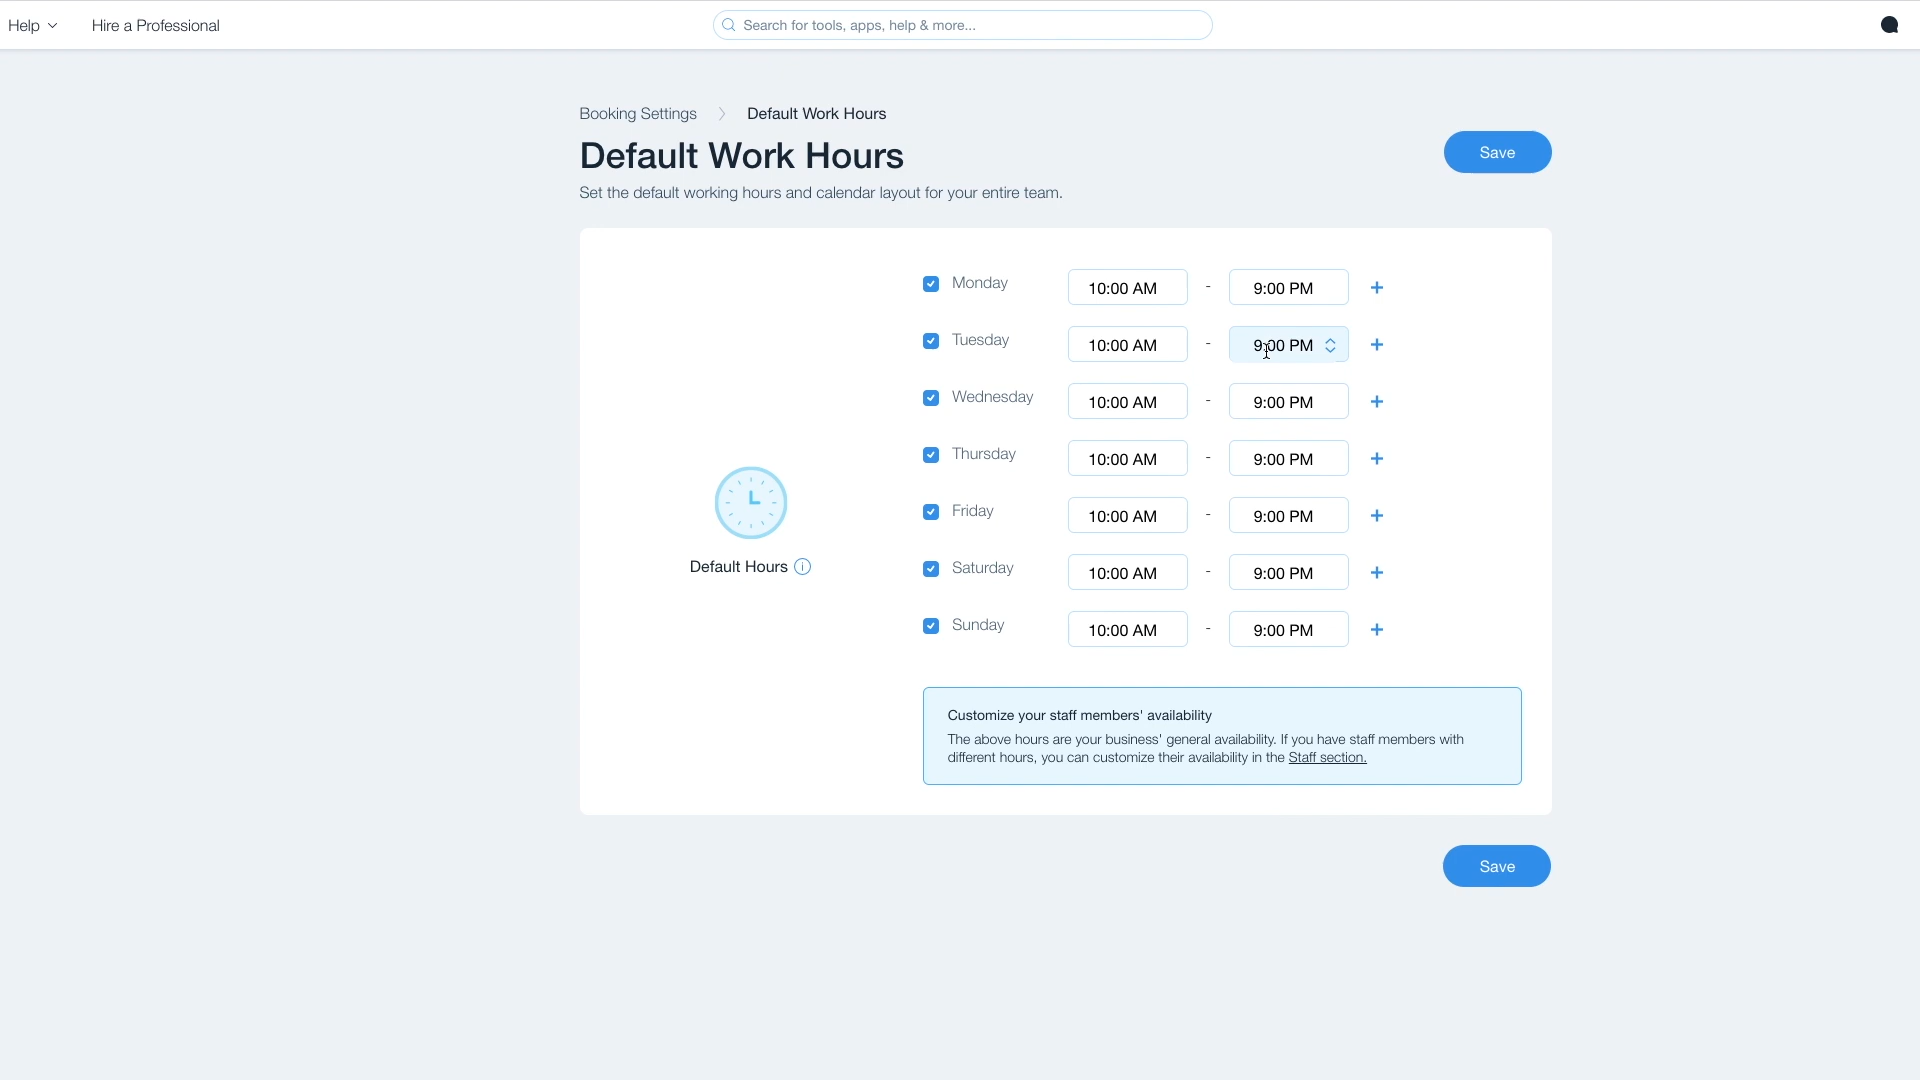 Help
Hire a Professional
Search for tools, apps, help & more...
Booking Settings
Default Work Hours
Default Work Hours
Save
Set the default working hours and calendar layout for your entire team.
Monday 10:00 AM - 9:00 PM +
Tuesday 10:00 AM - 9:00 PM +
Wednesday 10:00 AM - 9:00 PM +
Thursday 10:00 AM - 9:00 PM +
Friday 10:00 AM - 9:00 PM +
Saturday 10:00 AM - 9:00 PM +
Sunday 10:00 AM - 9:00 PM +
Default Hours i
Customize your staff members' availability
The above hours are your business' general availability. If you have staff members with
different hours, you can customize their availability in the Staff section.
Save